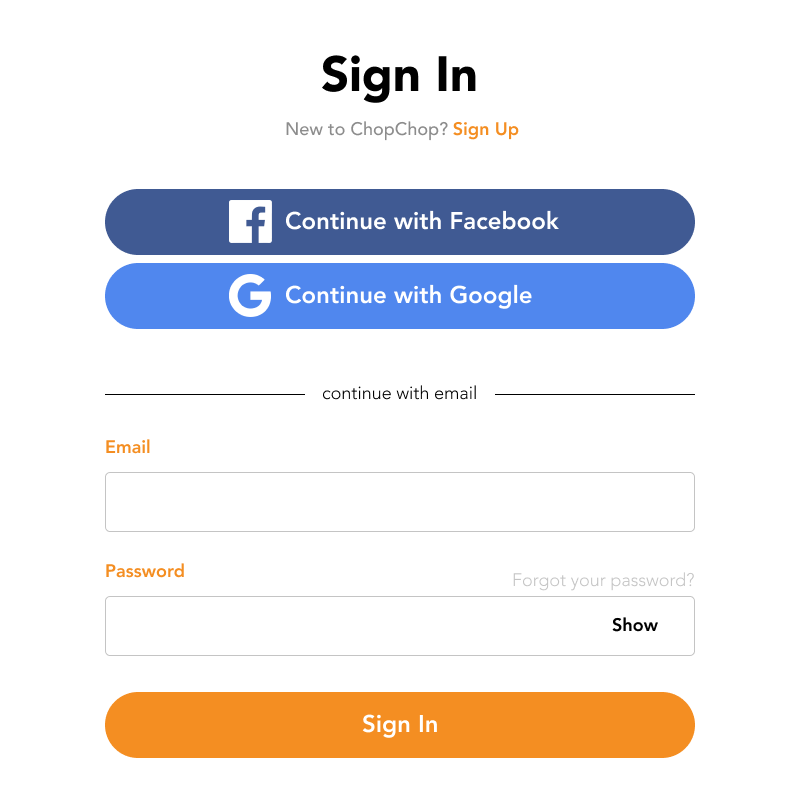 Sign In
New to ChopChop? Sign Up
Continue with Facebook
Continue with Google
continue with email
Email
Password
Forgot your password?
Show
Sign In